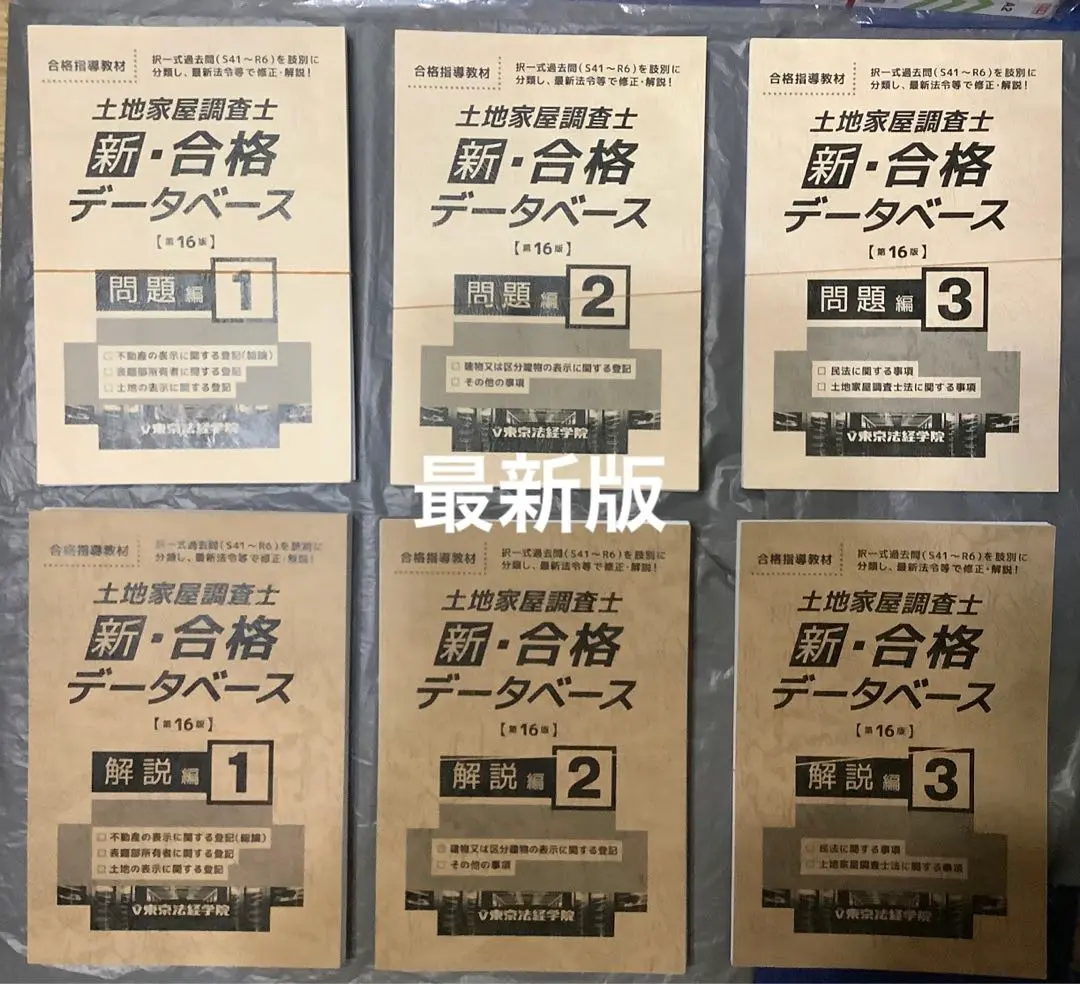 A2
合格指導教材
択一式過去問(S41～R6)を肢別に
分類し、最新法令等で修正・解説!
土地家屋調査士
新・合格
データベース
【第16版】
問題編 1
不動産の表示に関する登記(総論)
表題部所有者に関する登記
土地の表示に関する登記
東京法経学院
合格指導教材
択一式過去問(S41～R6)を肢別に
分類し、最新法令等で修正・解説!
土地家屋調査士
新・合格
データベース
【第16版】
問題編 2
建物又は区分建物の表示に関する登記
その他の事項
東京法経学院
合格指導教材
択一式過去問(S41～R6)を肢別に
分類し、最新法令等で修正・解説!
土地家屋調査士
新・合格
データベース
【第16版】
問題編 3
民法に関する事項
土地家屋調査士法に関する事項
東京法経学院
最新版
合格指導教材
択一式過去問(S41～R6)を肢別に
分類し、最新法令等で修正・解説!
土地家屋調査士
新・合格
データベース
【第16版】
解説編 1
不動産の表示に関する登記(総論)
表題部所有者に関する登記
土地の表示に関する登記
東京法経学院
合格指導教材
択一式過去問(S41～R6)を肢別に
分類し、最新法令等で修正・解説!
土地家屋調査士
新・合格
データベース
【第16版】
解説編 2
建物又は区分建物の表示に関する登記
その他の事項
東京法経学院
合格指導教材
択一式過去問(S41～R6)を肢別に
分類し、最新法令等で修正・解説!
土地家屋調査士
新・合格
データベース
【第16版】
解説編 3
民法に関する事項
土地家屋調査士法に関する事項
東京法経学院